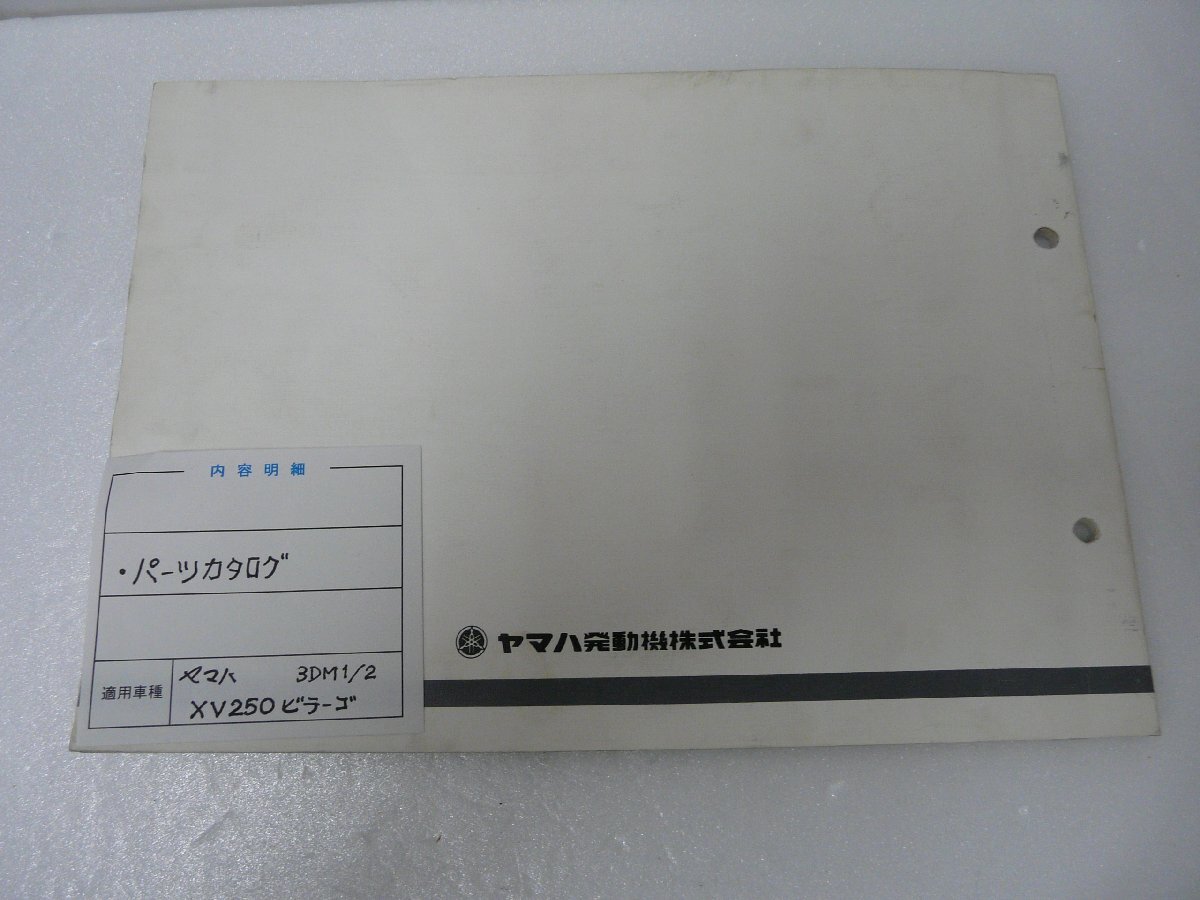 内容明細
・パーツカタログ
適用車種
ヤマハ 3DM1/2
XV250ビラーゴ
ヤマハ発動機株式会社